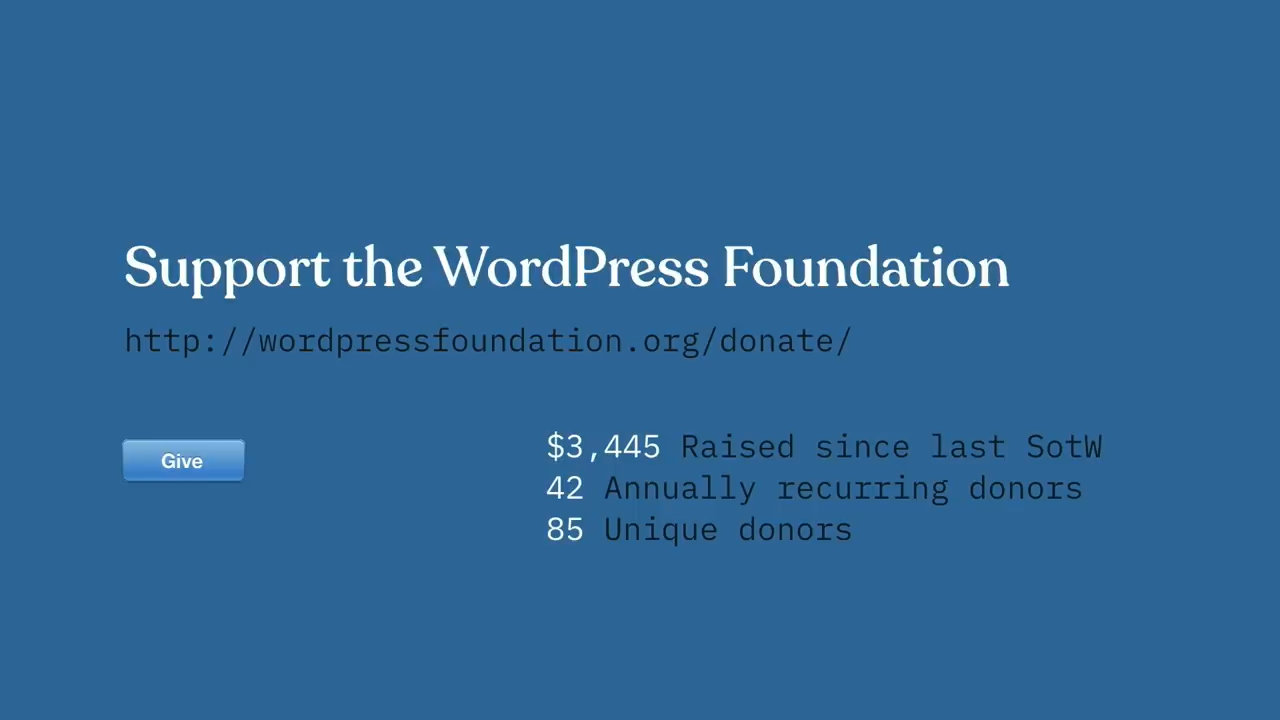 Support the WordPress Foundation
http://wordpressfoundation.org/donate/
Give
$3,445 Raised since last SotW
42 Annually recurring donors
85 Unique donors